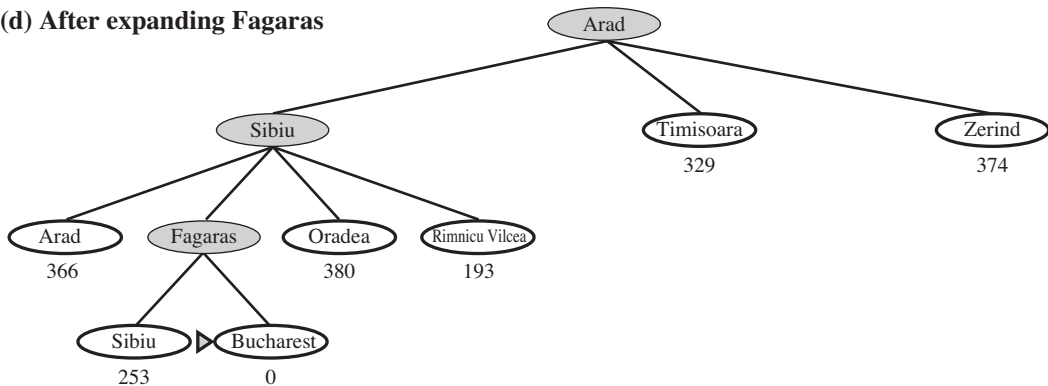 (d) After expanding Fagaras
Arad
Sibiu
Timisoara
Zerind
329
374
Arad
Fagaras
Oradea
Rimnicu Vilcea
366
380
193
Sibiu
Bucharest
253
0